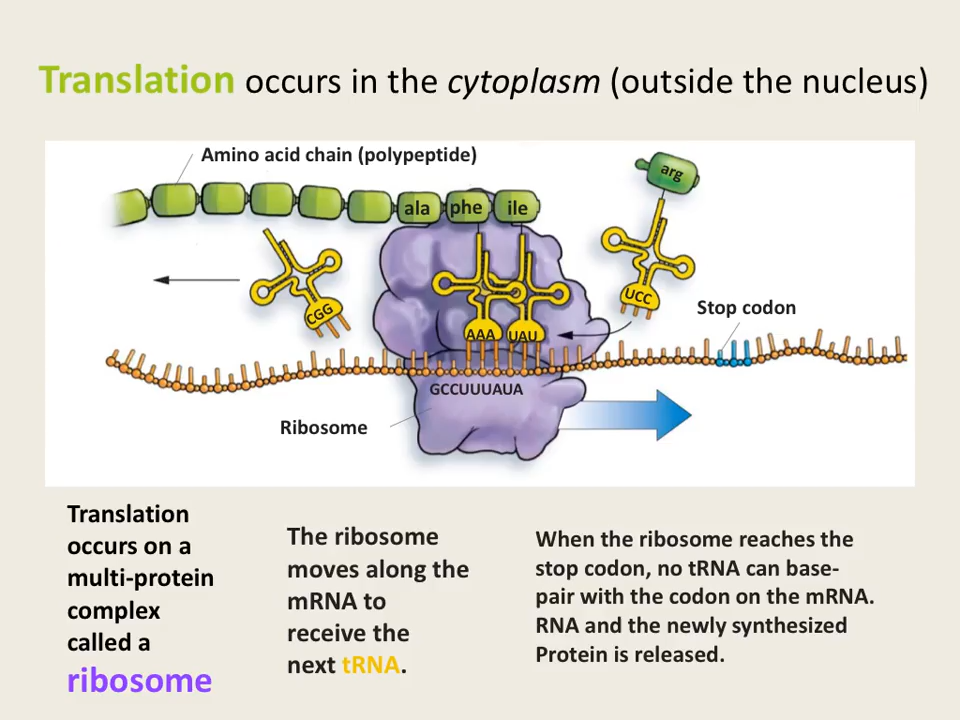 Translation occurs in the cytoplasm (outside the nucleus)
Amino acid chain (polypeptide)
arg
ala phe ile
UCC
CGG
Stop codon
AAA UAU
GCCUUUAUA
Ribosome
Translation
occurs on a
multi-protein
complex
called a
ribosome
The ribosome
moves along the
mRNA to
receive the
next tRNA.
When the ribosome reaches the
stop codon, no tRNA can base-
pair with the codon on the mRNA.
RNA and the newly synthesized
Protein is released.